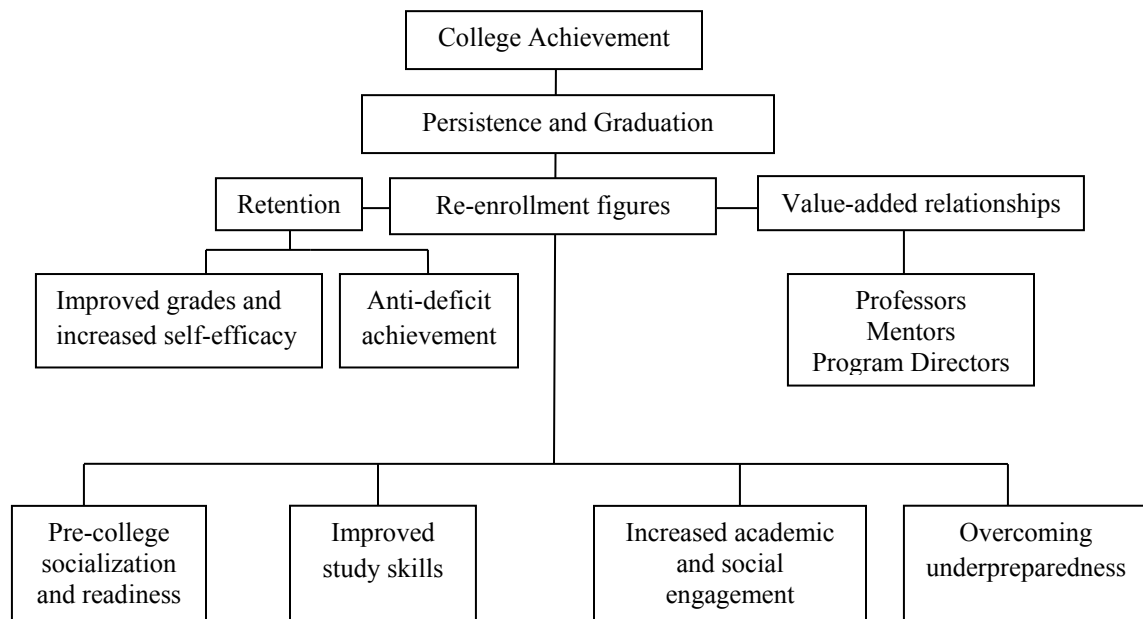 College Achievement
Persistence and Graduation
Retention
Re-enrollment figures
Value-added relationships
Improved grades and
increased self-efficacy
Anti-deficit
achievement
Professors
Mentors
Program Directors
Pre-college
socialization
and readiness
Improved
study skills
Increased academic
and social
engagement
Overcoming
underpreparedness